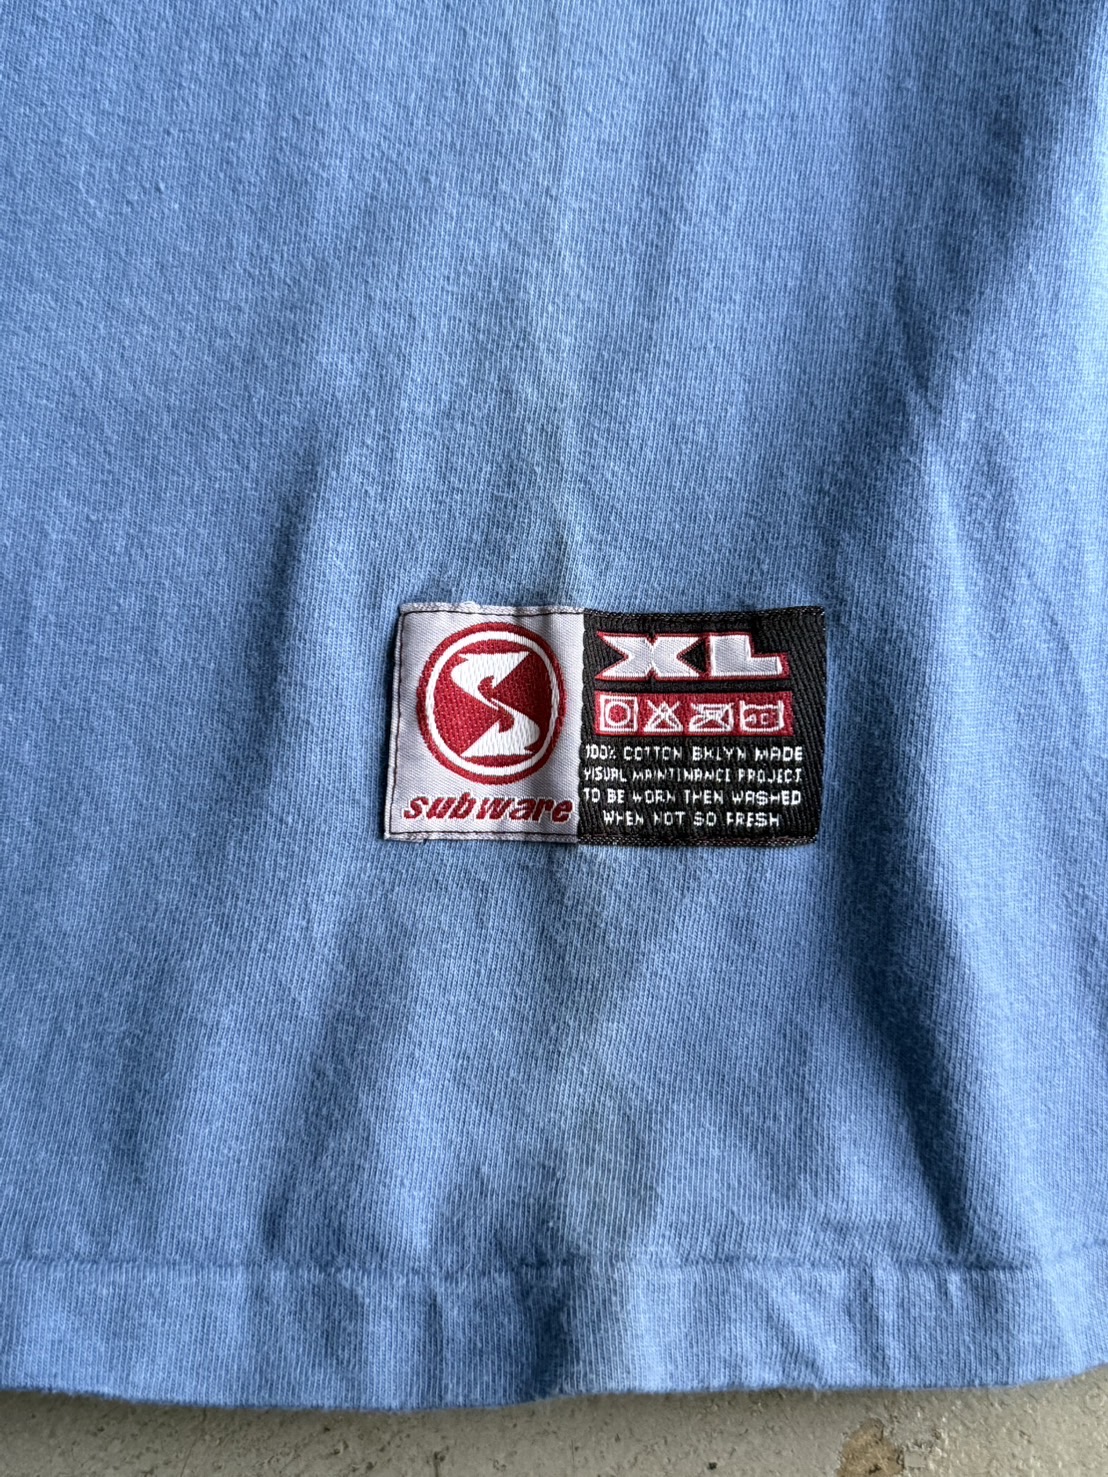 subware
XL
100% COTTON BKLYN MADE
VISUAL MAINTINANCE PROJECT
TO BE WORN THEN WASHED
WHEN NOT SO FRESH